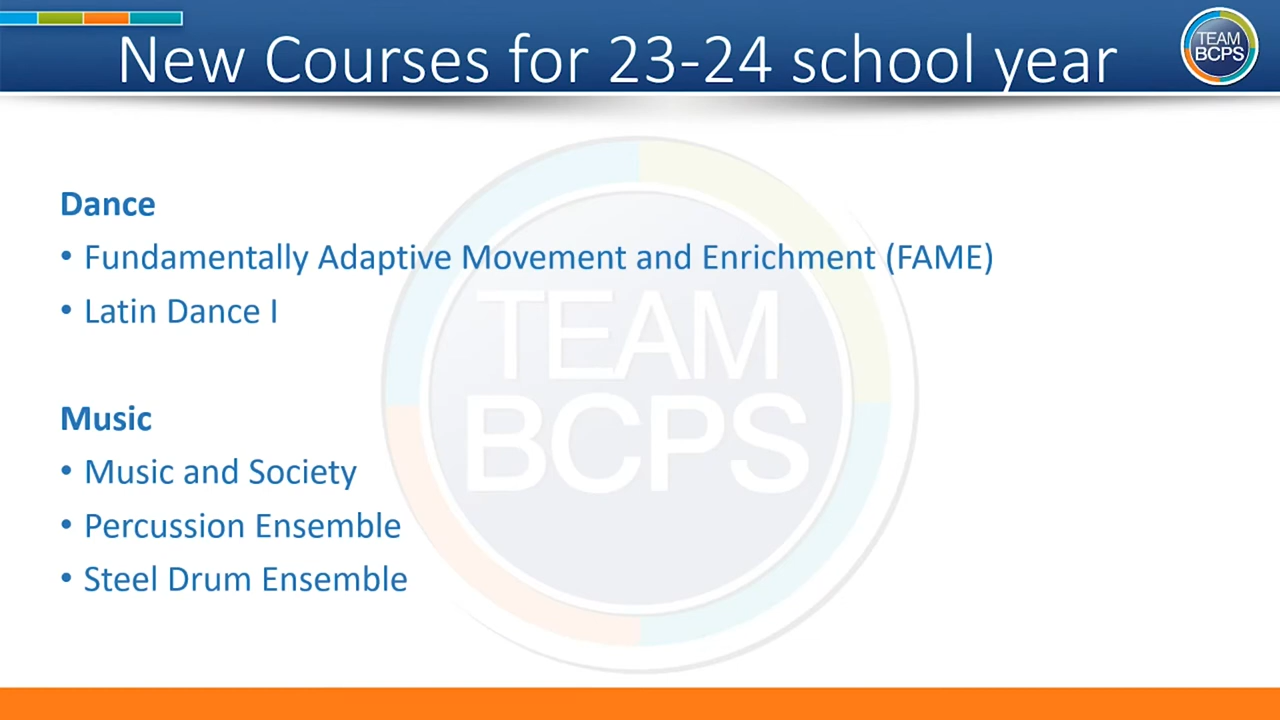 New Courses for 23-24 school year
TEAM
BCPS
Dance
• Fundamentally Adaptive Movement and Enrichment (FAME)
• Latin Dance I
TEAM
BCPS
Music
• Music and Society
• Percussion Ensemble
• Steel Drum Ensemble